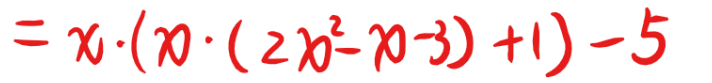 = x·(x·(2x²-x-3)+1)-5